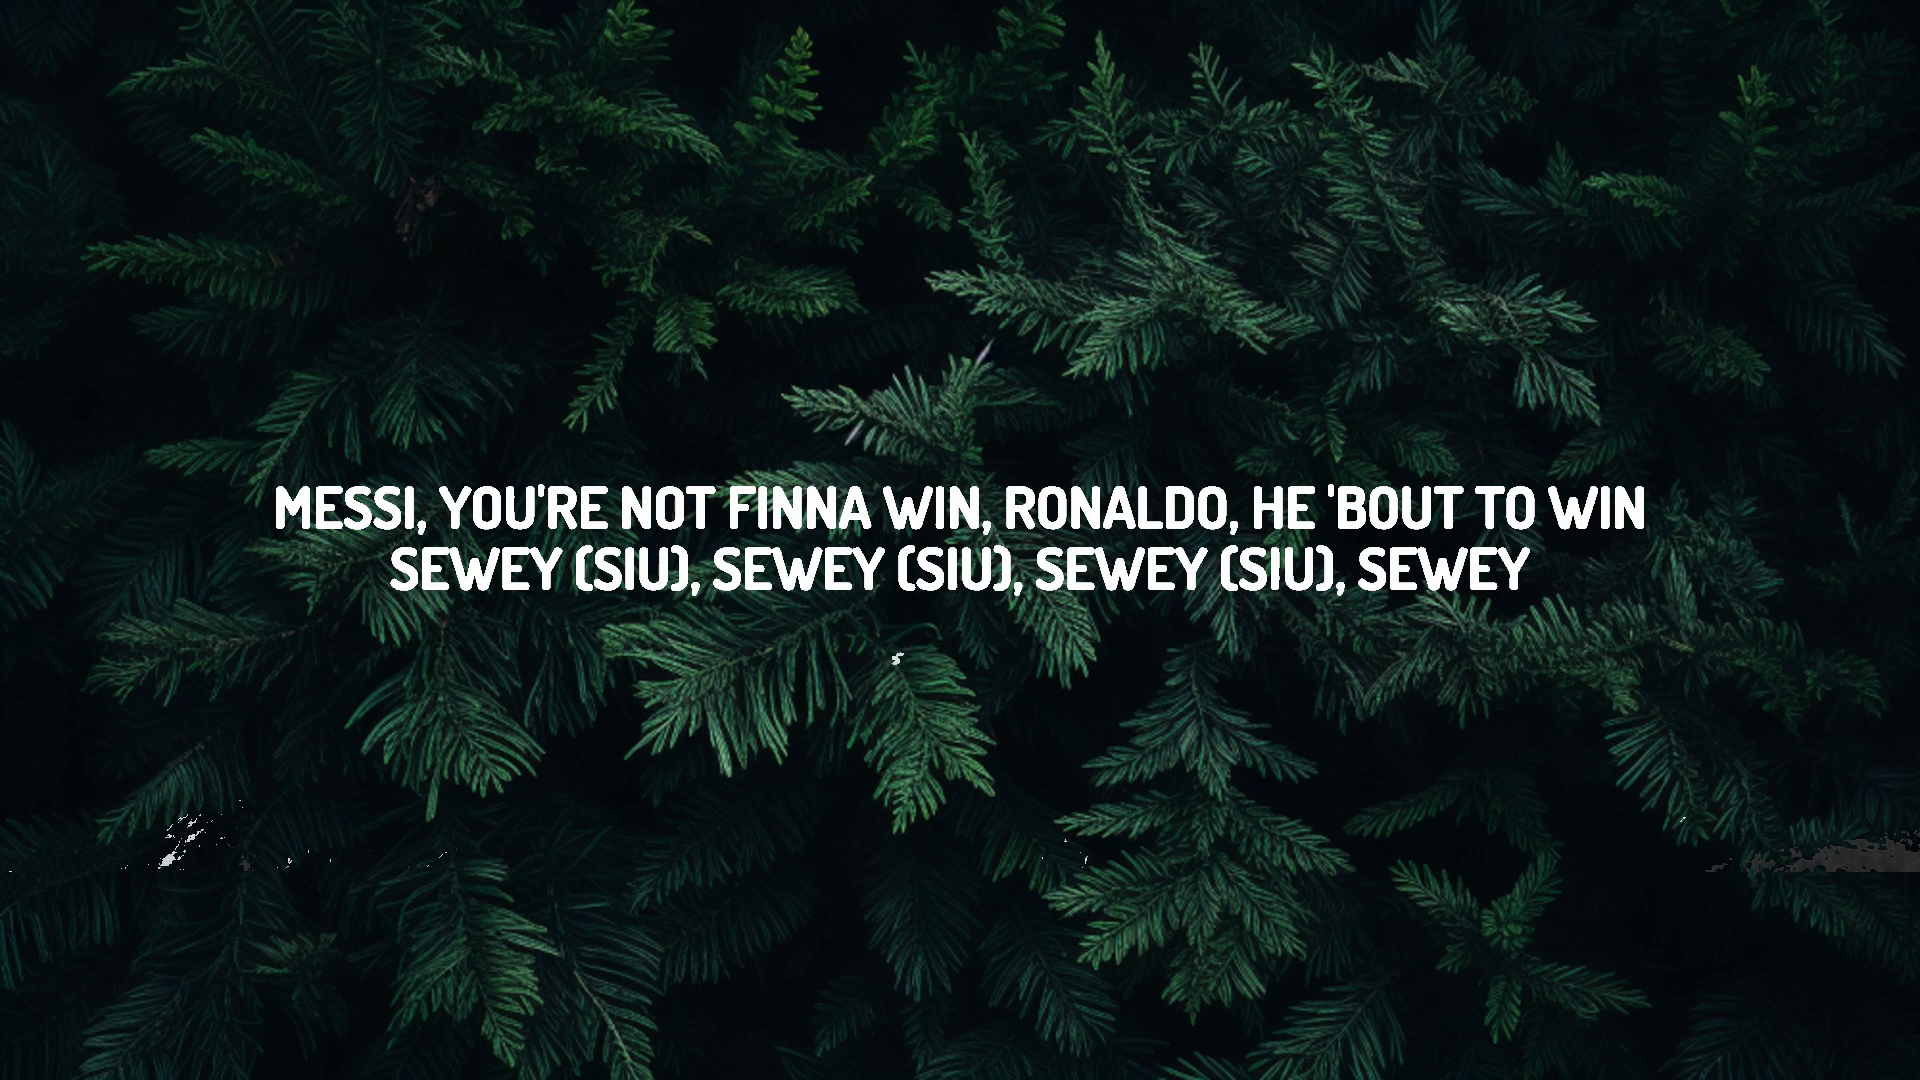 MESSI, YOU'RE NOT FINNA WIN, RONALDO, HE 'BOUT TO WIN
SEWEY (SIU), SEWEY (SIU), SEWEY (SIU), SEWEY